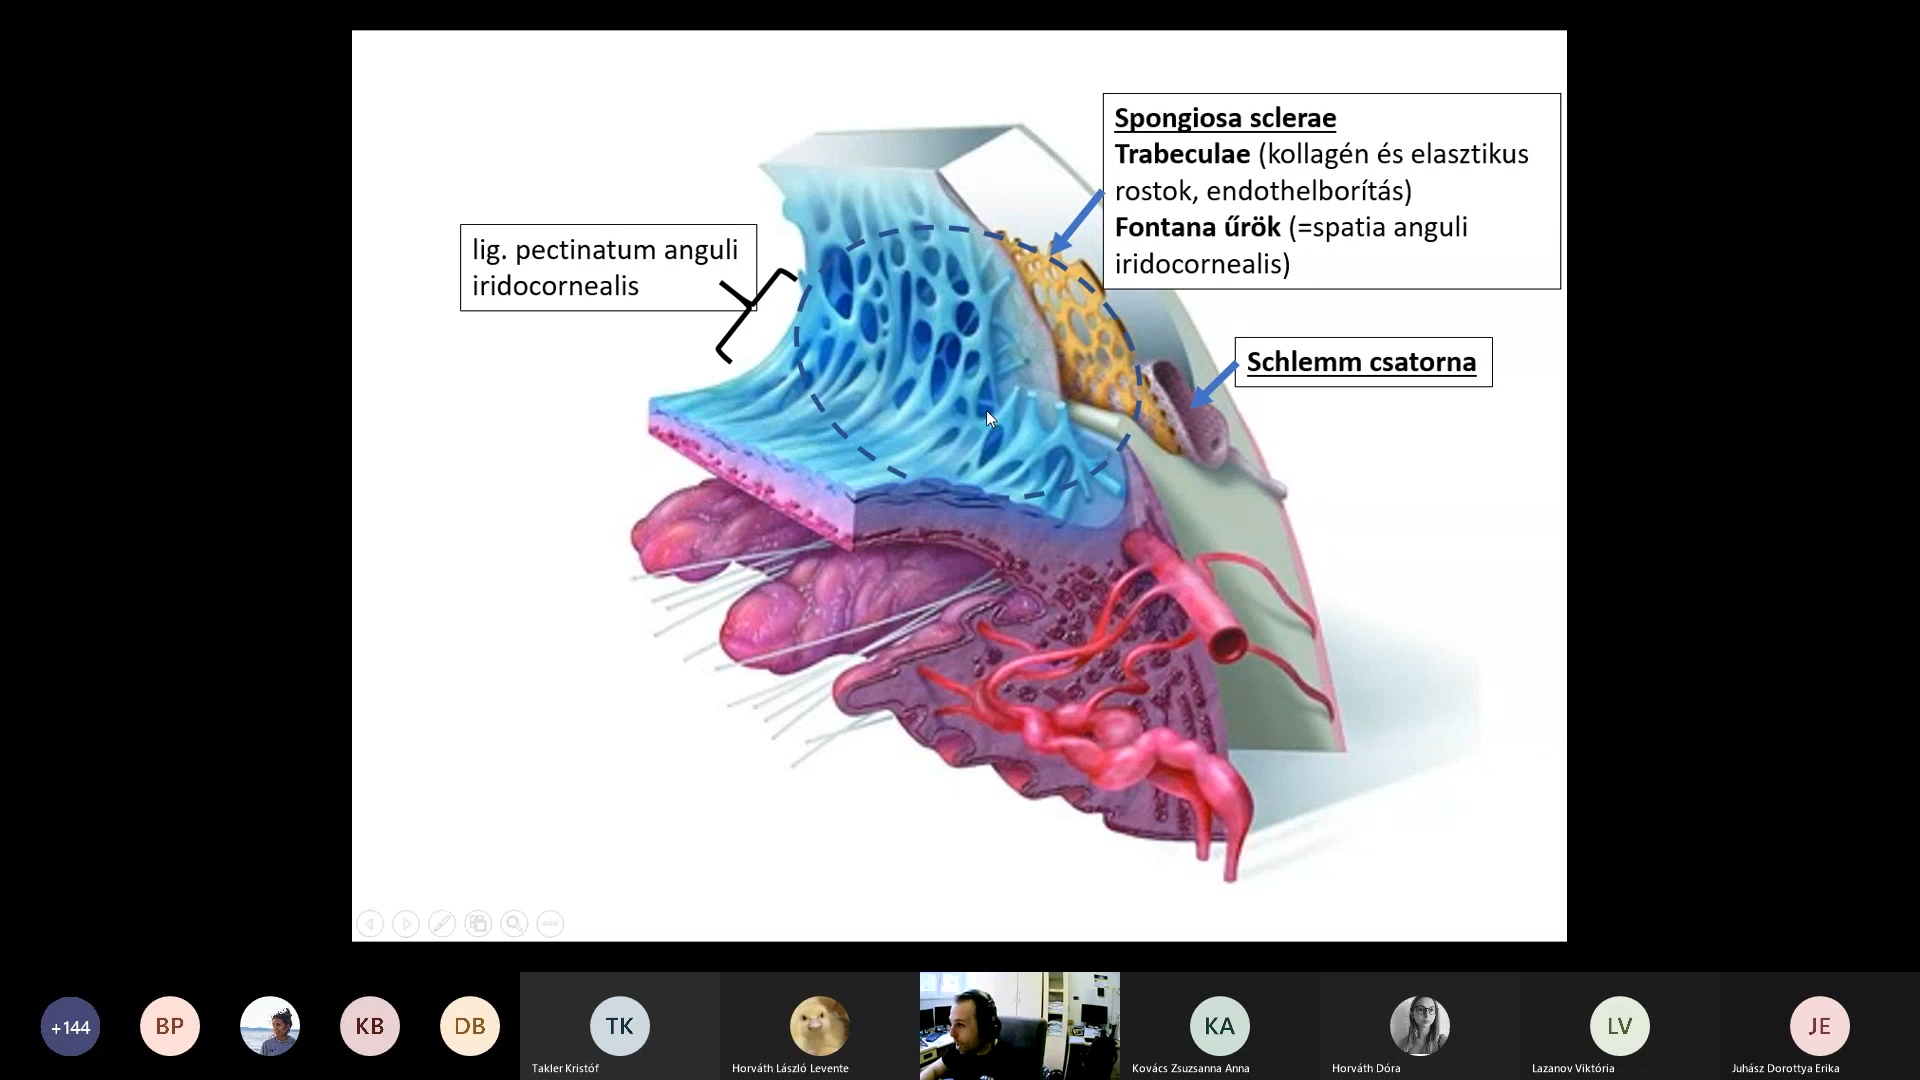 Spongiosa sclerae
Trabeculae (kollagén és elasztikus
rostok, endothelborítás)
Fontana űrök (=spatia anguli
iridocornealis)
lig. pectinatum anguli
iridocornealis
Schlemm csatorna
+144
BP
KB
DB
TK
KA
LV
JE
Takler Kristóf
Horváth László Levente
Kovács Zsuzsanna Anna
Horváth Dóra
Lazanov Viktória
Juhász Dorottya Erika